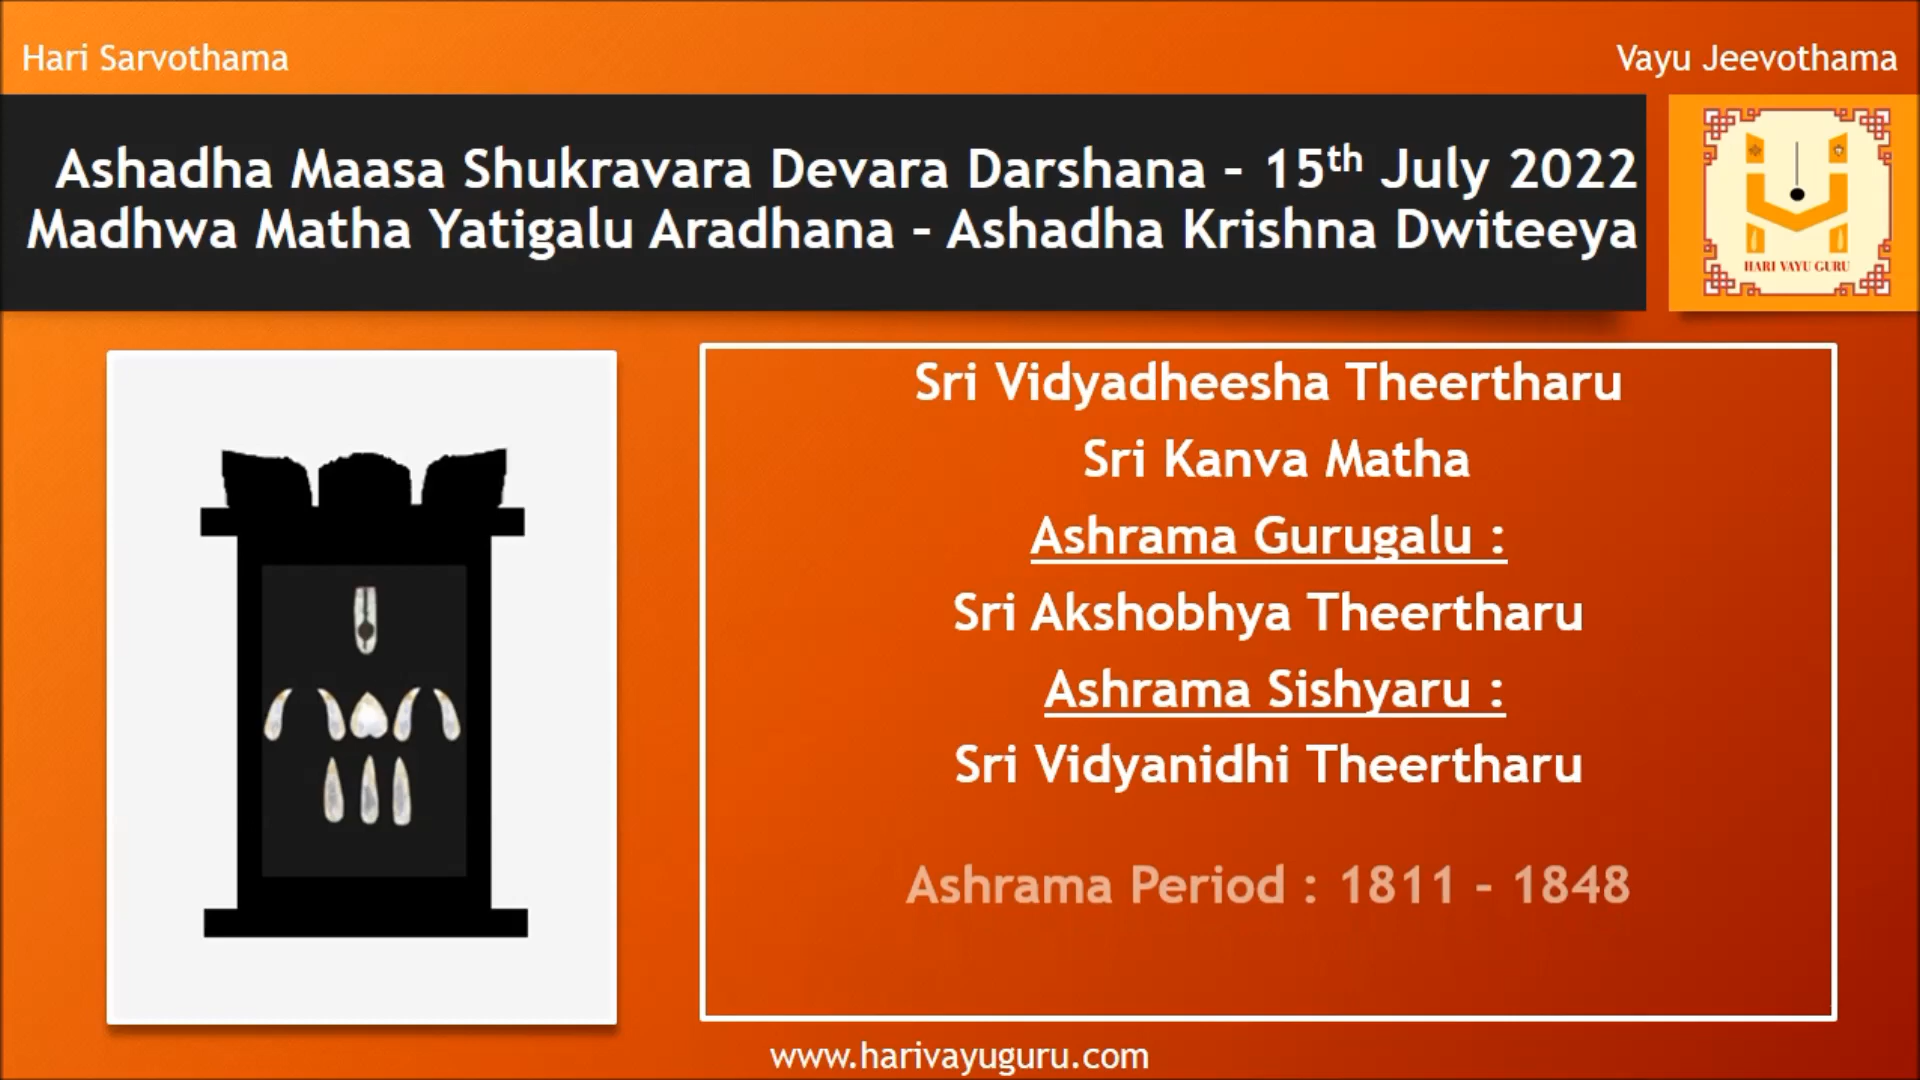 Hari Sarvothama
Vayu Jeevothama
Ashadha Maasa Shukravara Devara Darshana – 15th July 2022
Madhwa Matha Yatigalu Aradhana – Ashadha Krishna Dwiteeya
HARI VAYU GURU
Sri Vidyadheesha Theertharu
Sri Kanva Matha
Ashrama Gurugalu :
Sri Akshobhya Theertharu
Ashrama Sishyaru :
Sri Vidyanidhi Theertharu
Ashrama Period : 1811 - 1848
www.harivayuguru.com